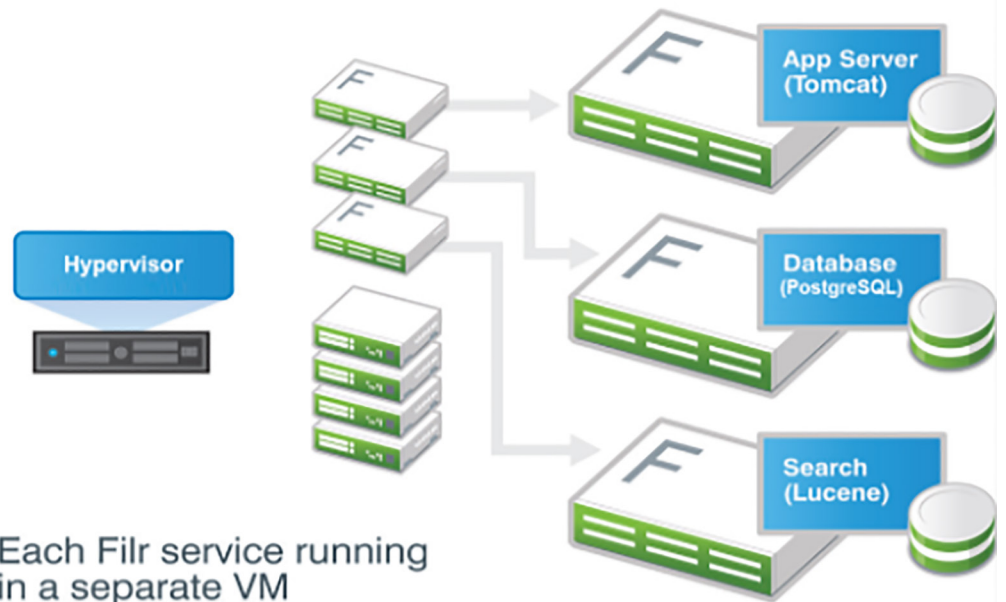 F
App Server
(Tomcat)
F
F
F
Hypervisor
F
Database
(PostgreSQL)
F
Search
(Lucene)
Each Filr service running
in a separate VM